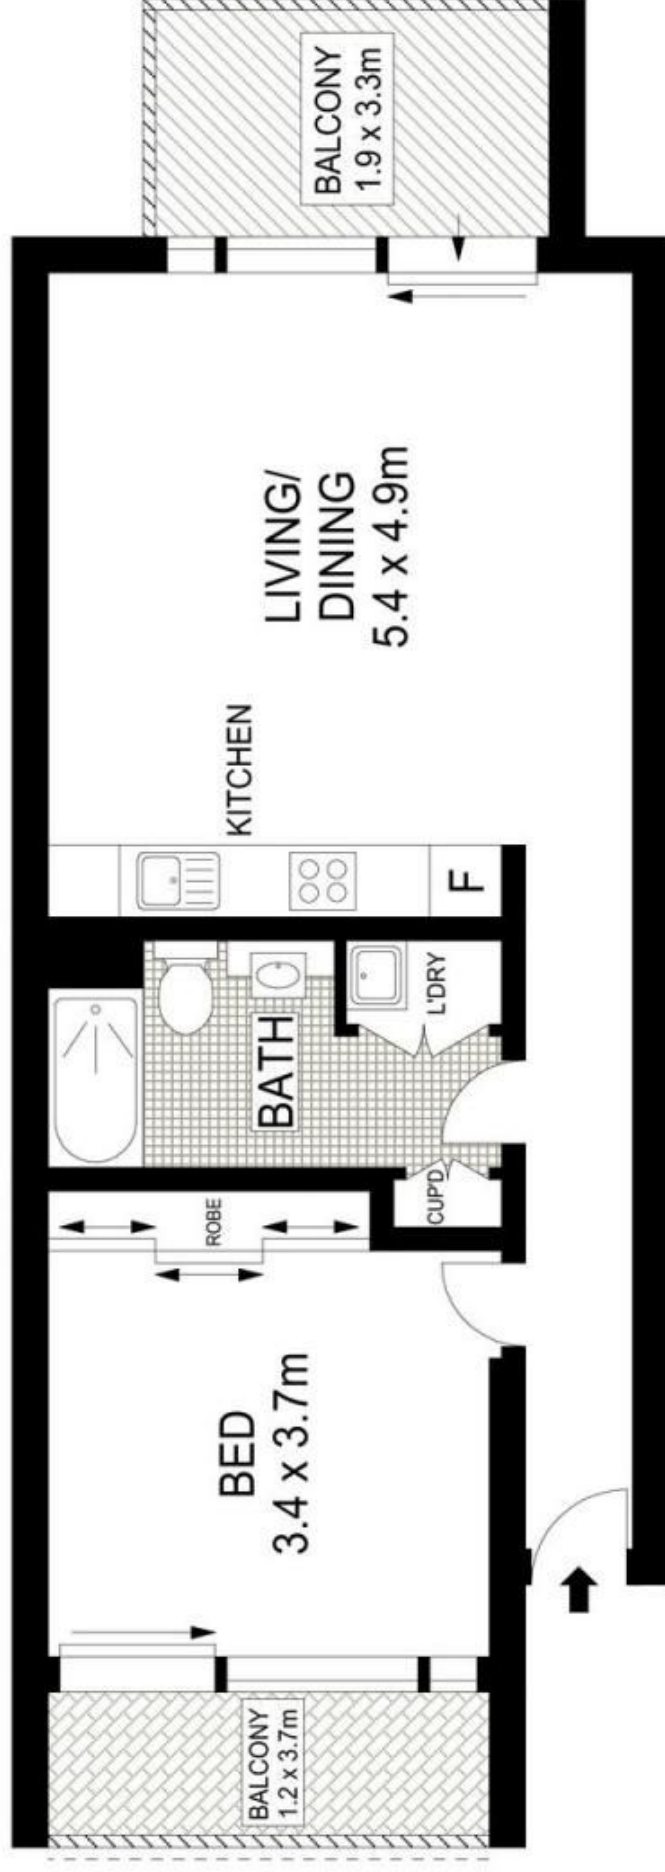 BALCONY
1.9 x 3.3m
LIVING/
DINING
5.4 x 4.9m
KITCHEN
F
L'DRY
BATH
CUP'D
ROBE
BED
3.4 x 3.7m
BALCONY
1.2 x 3.7m